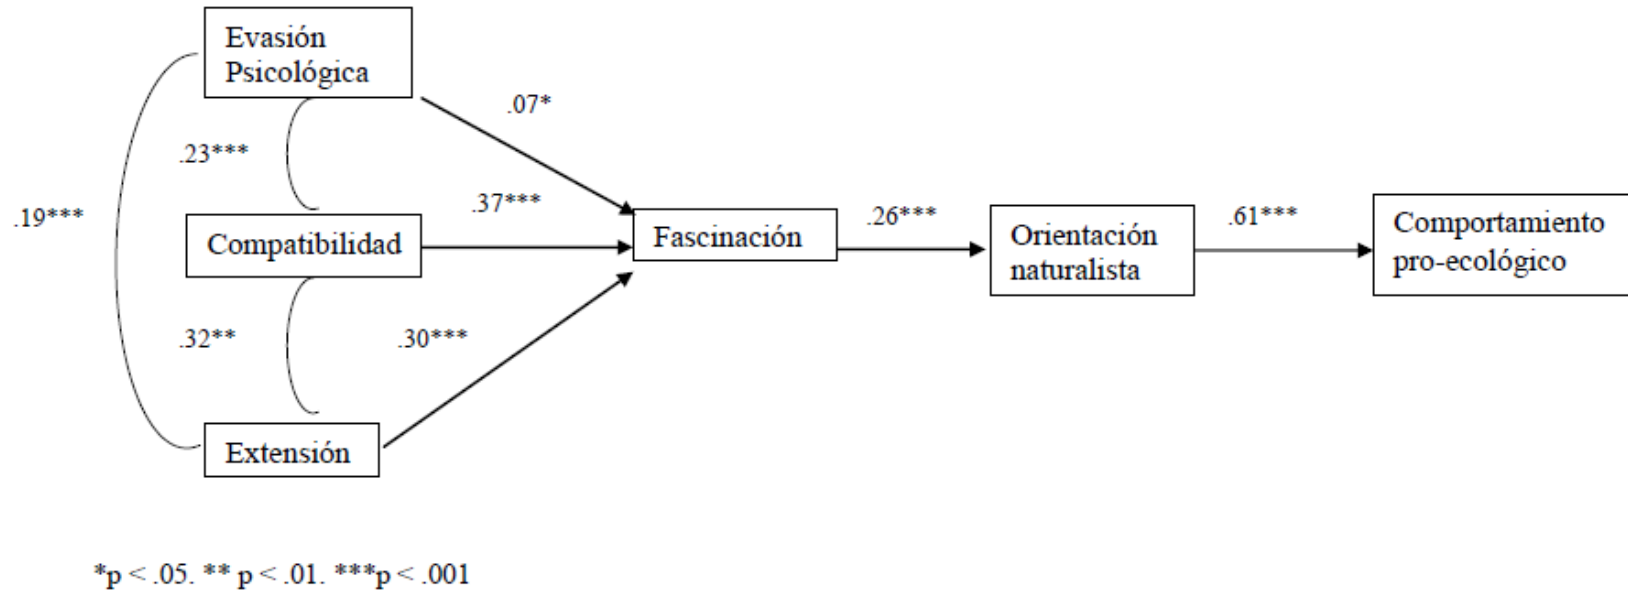 Evasión
Psicológica
.07*
.23***
.19***
.37***
Compatibilidad
Fascinación
.26***
Orientación
naturalista
.61***
Comportamiento
pro-ecológico
.32**
.30***
Extensión
*p < .05. ** p < .01. ***p < .001